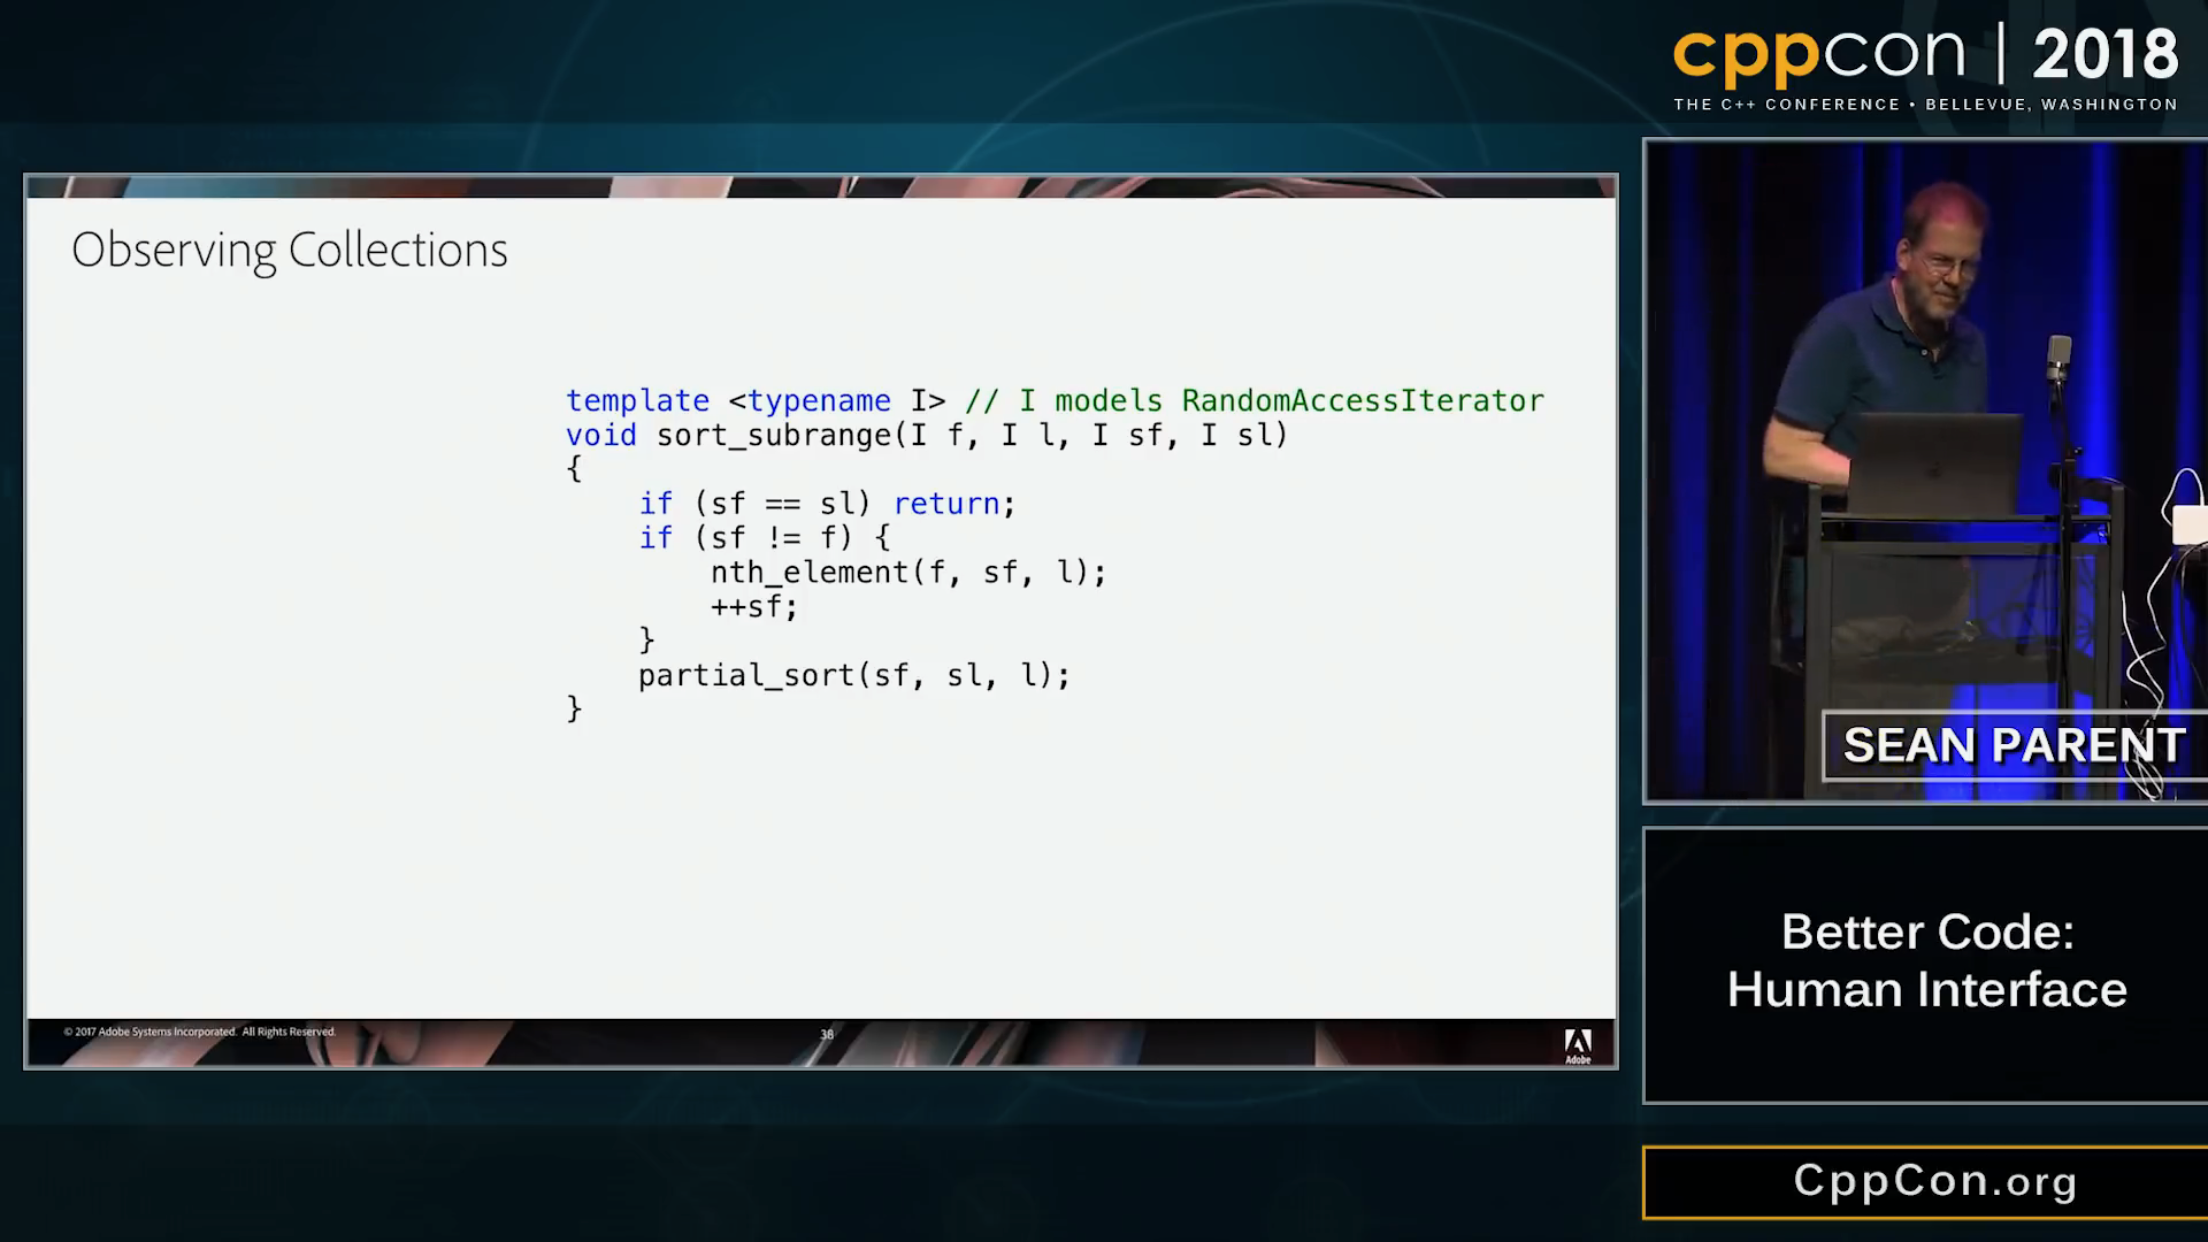 cppcon | 2018
THE C++ CONFERENCE • BELLEVUE, WASHINGTON
Observing Collections
template <typename I> // I models RandomAccessIterator
void sort_subrange(I f, I l, I sf, I sl)
{
    if (sf == sl) return;
    if (sf != f) {
        nth_element(f, sf, l);
        ++sf;
    }
    partial_sort(sf, sl, l);
}
© 2017 Adobe Systems Incorporated. All Rights Reserved.
38
Adobe
SEAN PARENT
Better Code:
Human Interface
CppCon.org